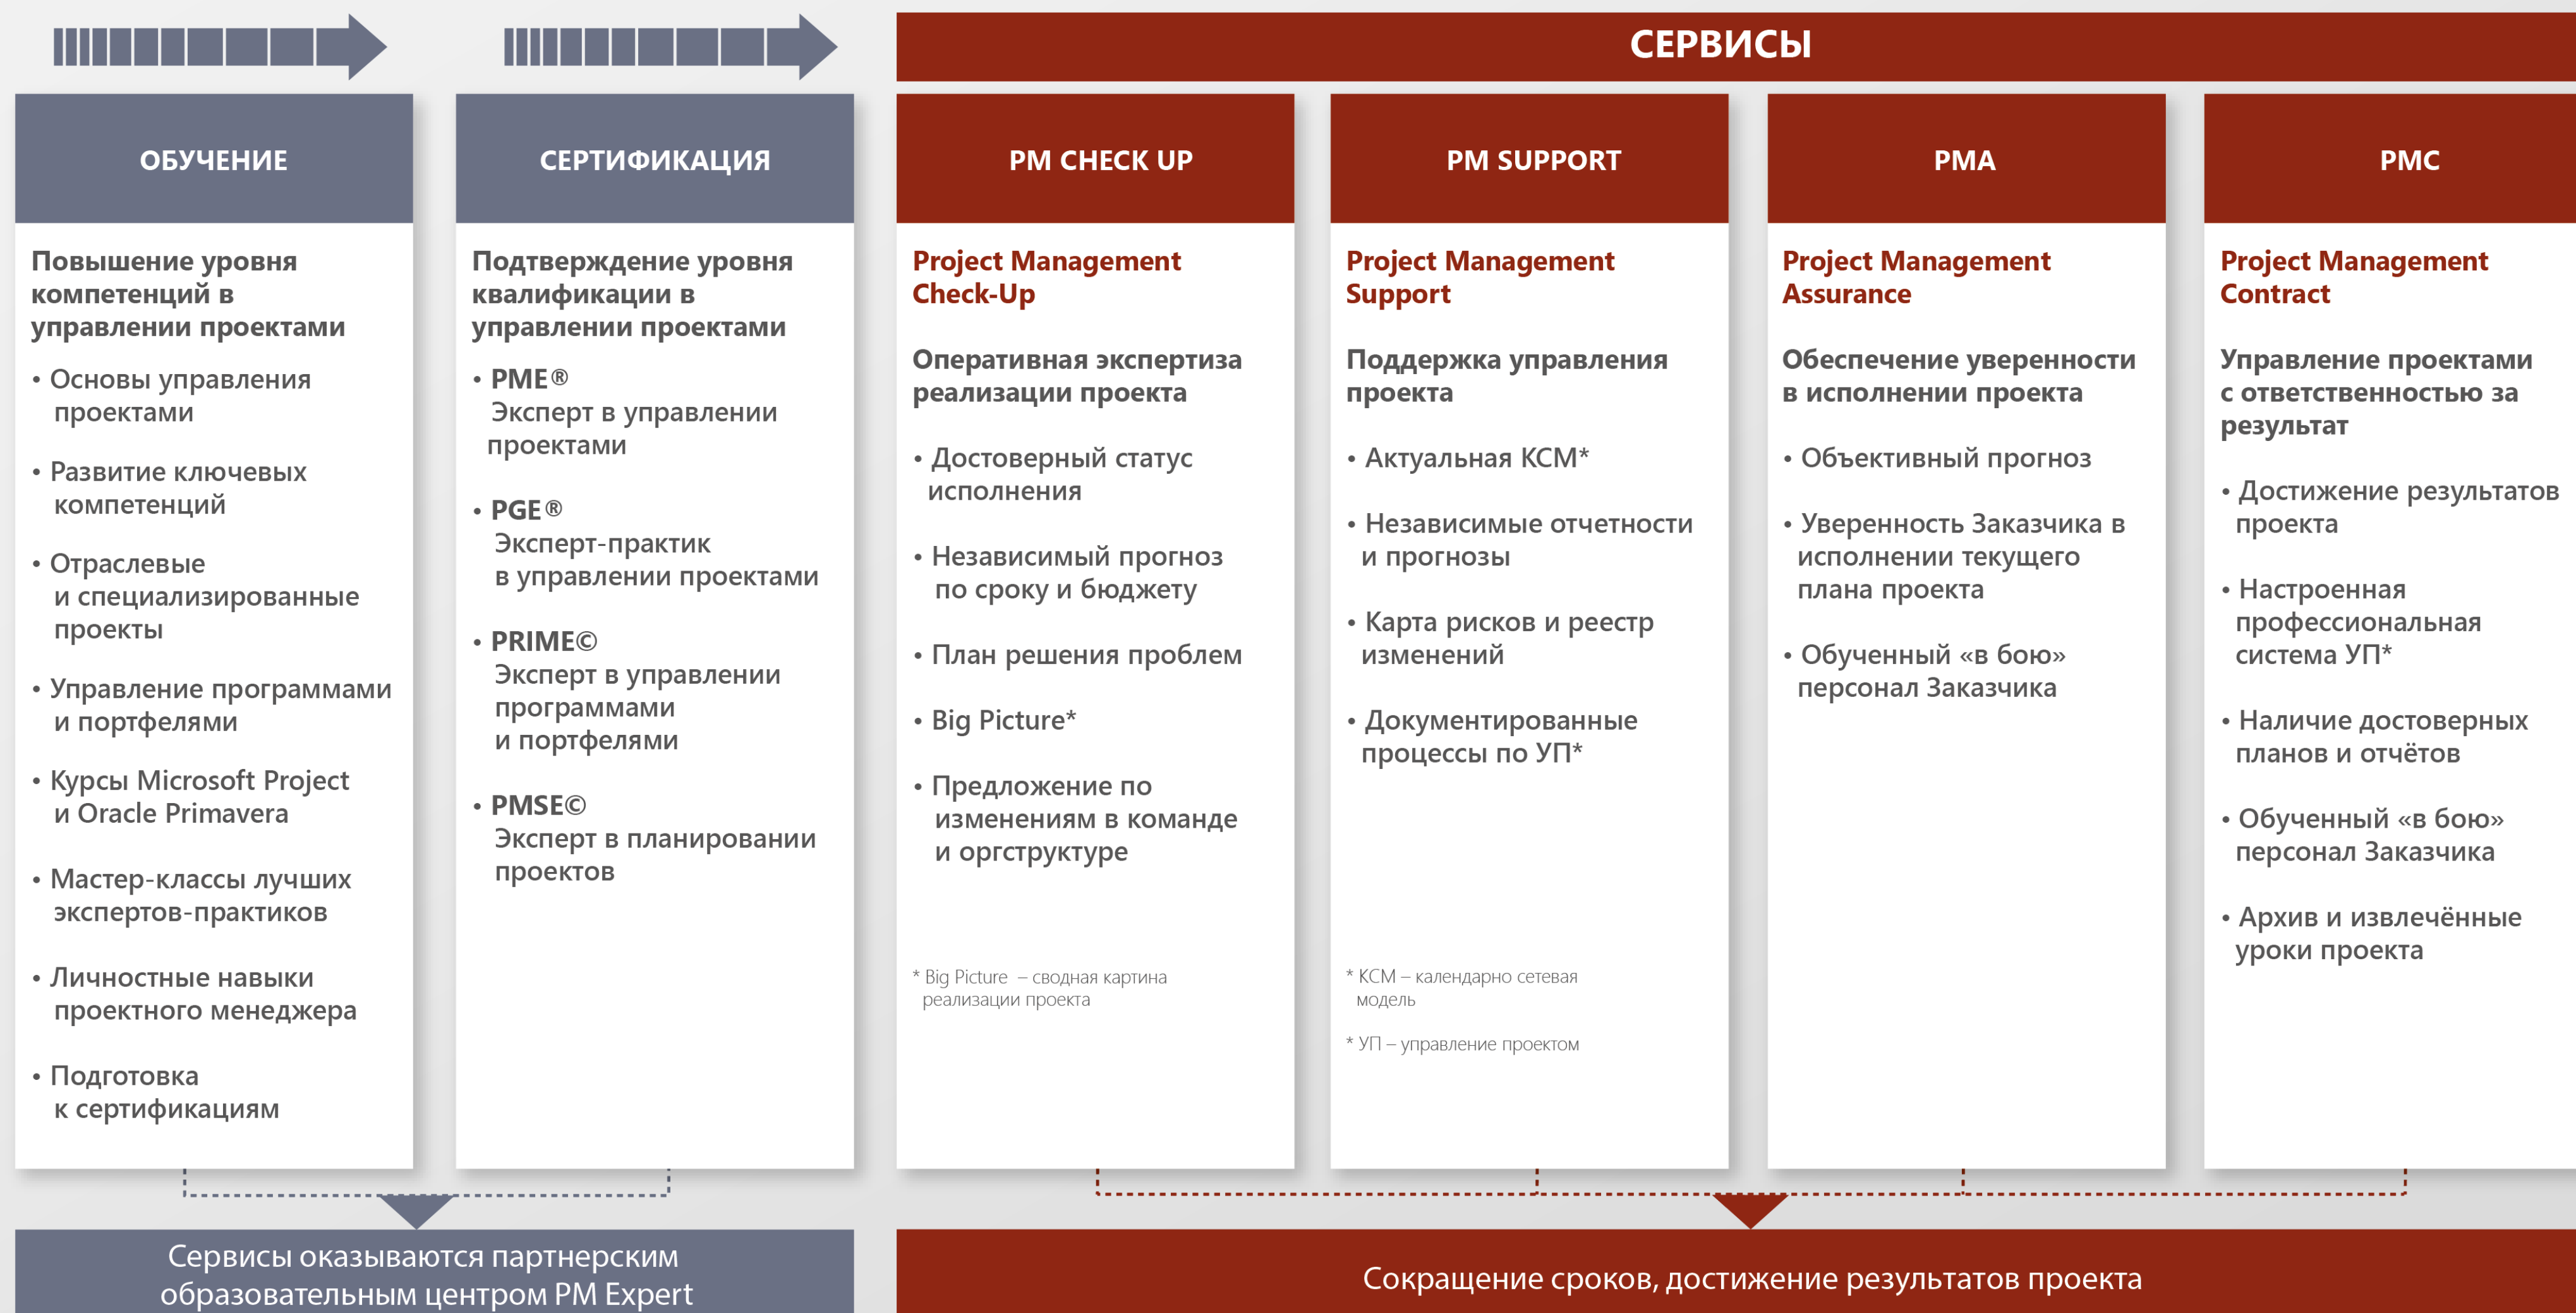 ОБУЧЕНИЕ
Повышение уровня
компетенций в
управлении проектами
• Основы управления
проектами
• Развитие ключевых
компетенций
• Отраслевые
и специализированные
проекты
• Управление программами
и портфелями
• Курсы Microsoft Project
и Oracle Primavera
• Мастер-классы лучших
экспертов-практиков
• Личностные навыки
проектного менеджера
• Подготовка
к сертификациям
СЕРТИФИКАЦИЯ
Подтверждение уровня
квалификации в
управлении проектами
• PME®
Эксперт в управлении
проектами
• PGE®
Эксперт-практик
в управлении проектами
• PRIME©
Эксперт в управлении
программами
и портфелями
• PMSE©
Эксперт в планировании
проектов
Сервисы оказываются партнерским
образовательным центром PM Expert
СЕРВИСЫ
PM CHECK UP
Project Management
Check-Up
Оперативная экспертиза
реализации проекта
• Достоверный статус
исполнения
• Независимый прогноз
по сроку и бюджету
• План решения проблем
• Big Picture*
• Предложение по
изменениям в команде
и оргструктуре
* Big Picture – сводная картина
реализации проекта
PM SUPPORT
Project Management
Support
Поддержка управления
проекта
• Актуальная КСМ*
• Независимые отчетности
и прогнозы
• Карта рисков и реестр
изменений
• Документированные
процессы по УП*
* КСМ – календарно сетевая
модель
* УП – управление проектом
PMA
Project Management
Assurance
Обеспечение уверенности
в исполнении проекта
• Объективный прогноз
• Уверенность Заказчика в
исполнении текущего
плана проекта
• Обученный «в бою»
персонал Заказчика
PMC
Project Management
Contract
Управление проектами
с ответственностью за
результат
• Достижение результатов
проекта
• Настроенная
профессиональная
система УП*
• Наличие достоверных
планов и отчётов
• Обученный «в бою»
персонал Заказчика
• Архив и извлечённые
уроки проекта
Сокращение сроков, достижение результатов проекта